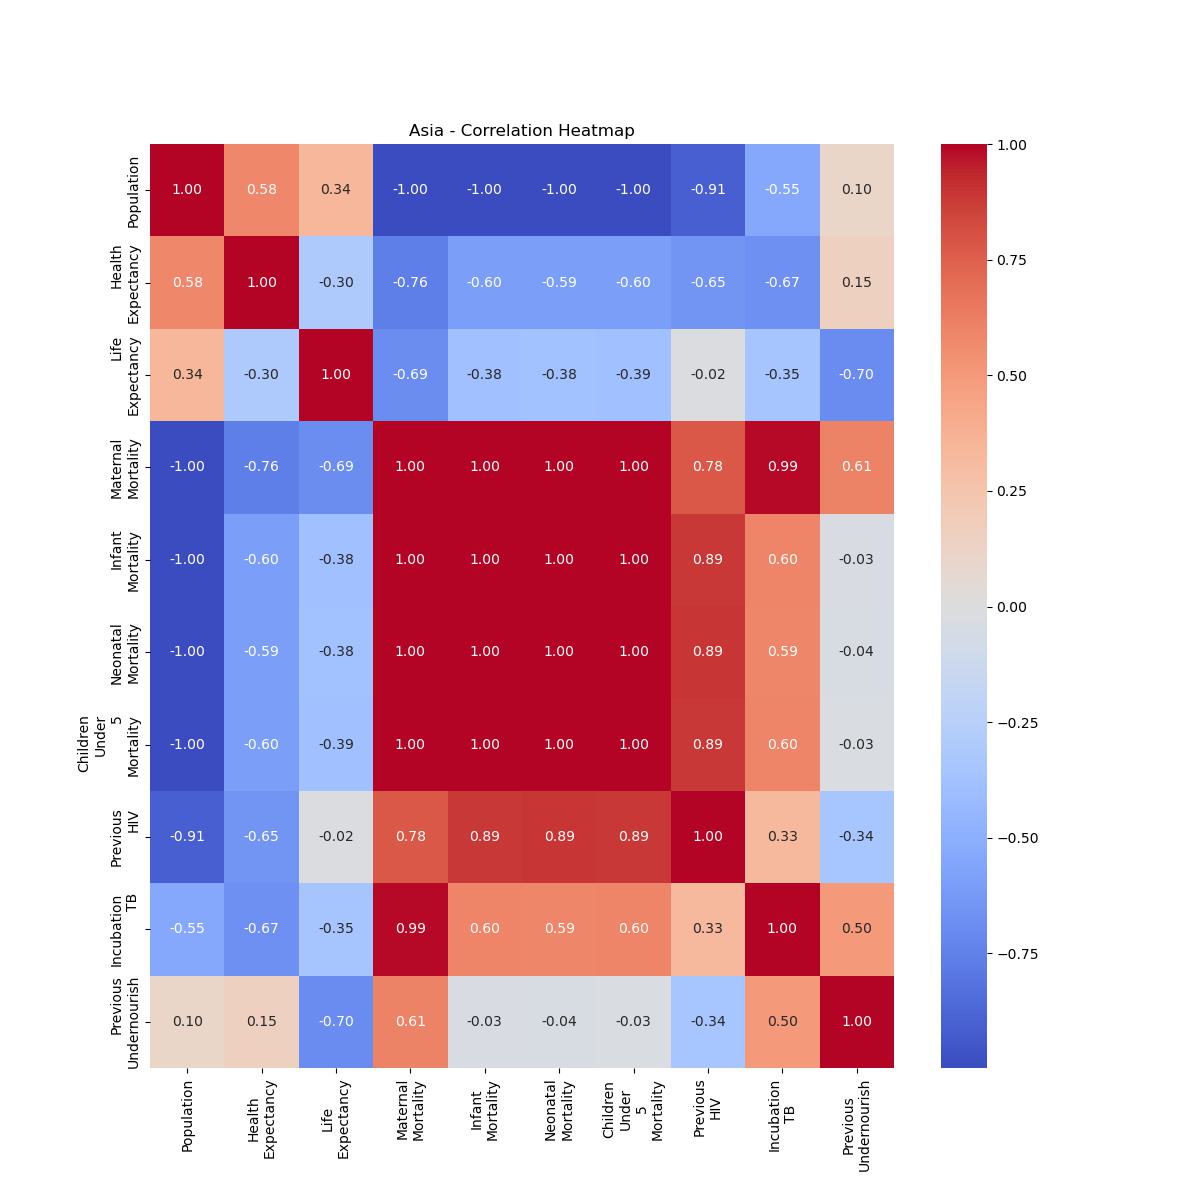 Asia - Correlation Heatmap
Population
1.00 0.58 0.34 -1.00 -1.00 -1.00 -1.00 -0.91 -0.55 0.10
Health
Expectancy
0.58 1.00 -0.30 -0.76 -0.60 -0.59 -0.60 -0.65 -0.67 0.15
Life
Expectancy
0.34 -0.30 1.00 -0.69 -0.38 -0.38 -0.39 -0.02 -0.35 -0.70
Maternal
Mortality
-1.00 -0.76 -0.69 1.00 1.00 1.00 1.00 0.78 0.99 0.61
Infant
Mortality
-1.00 -0.60 -0.38 1.00 1.00 1.00 1.00 0.89 0.60 -0.03
Neonatal
Mortality
-1.00 -0.59 -0.38 1.00 1.00 1.00 1.00 0.89 0.59 -0.04
Children
Under
5
Mortality
-1.00 -0.60 -0.39 1.00 1.00 1.00 1.00 0.89 0.60 -0.03
Previous
HIV
-0.91 -0.65 -0.02 0.78 0.89 0.89 0.89 1.00 0.33 -0.34
Incubation
TB
-0.55 -0.67 -0.35 0.99 0.60 0.59 0.60 0.33 1.00 0.50
Previous
Undernourish
0.10 0.15 -0.70 0.61 -0.03 -0.04 -0.03 -0.34 0.50 1.00
Population
Health
Expectancy
Life
Expectancy
Maternal
Mortality
Infant
Mortality
Neonatal
Mortality
Children
Under
5
Mortality
Previous
HIV
Incubation
TB
Previous
Undernourish
1.00
0.75
0.50
0.25
0.00
−0.25
−0.50
−0.75